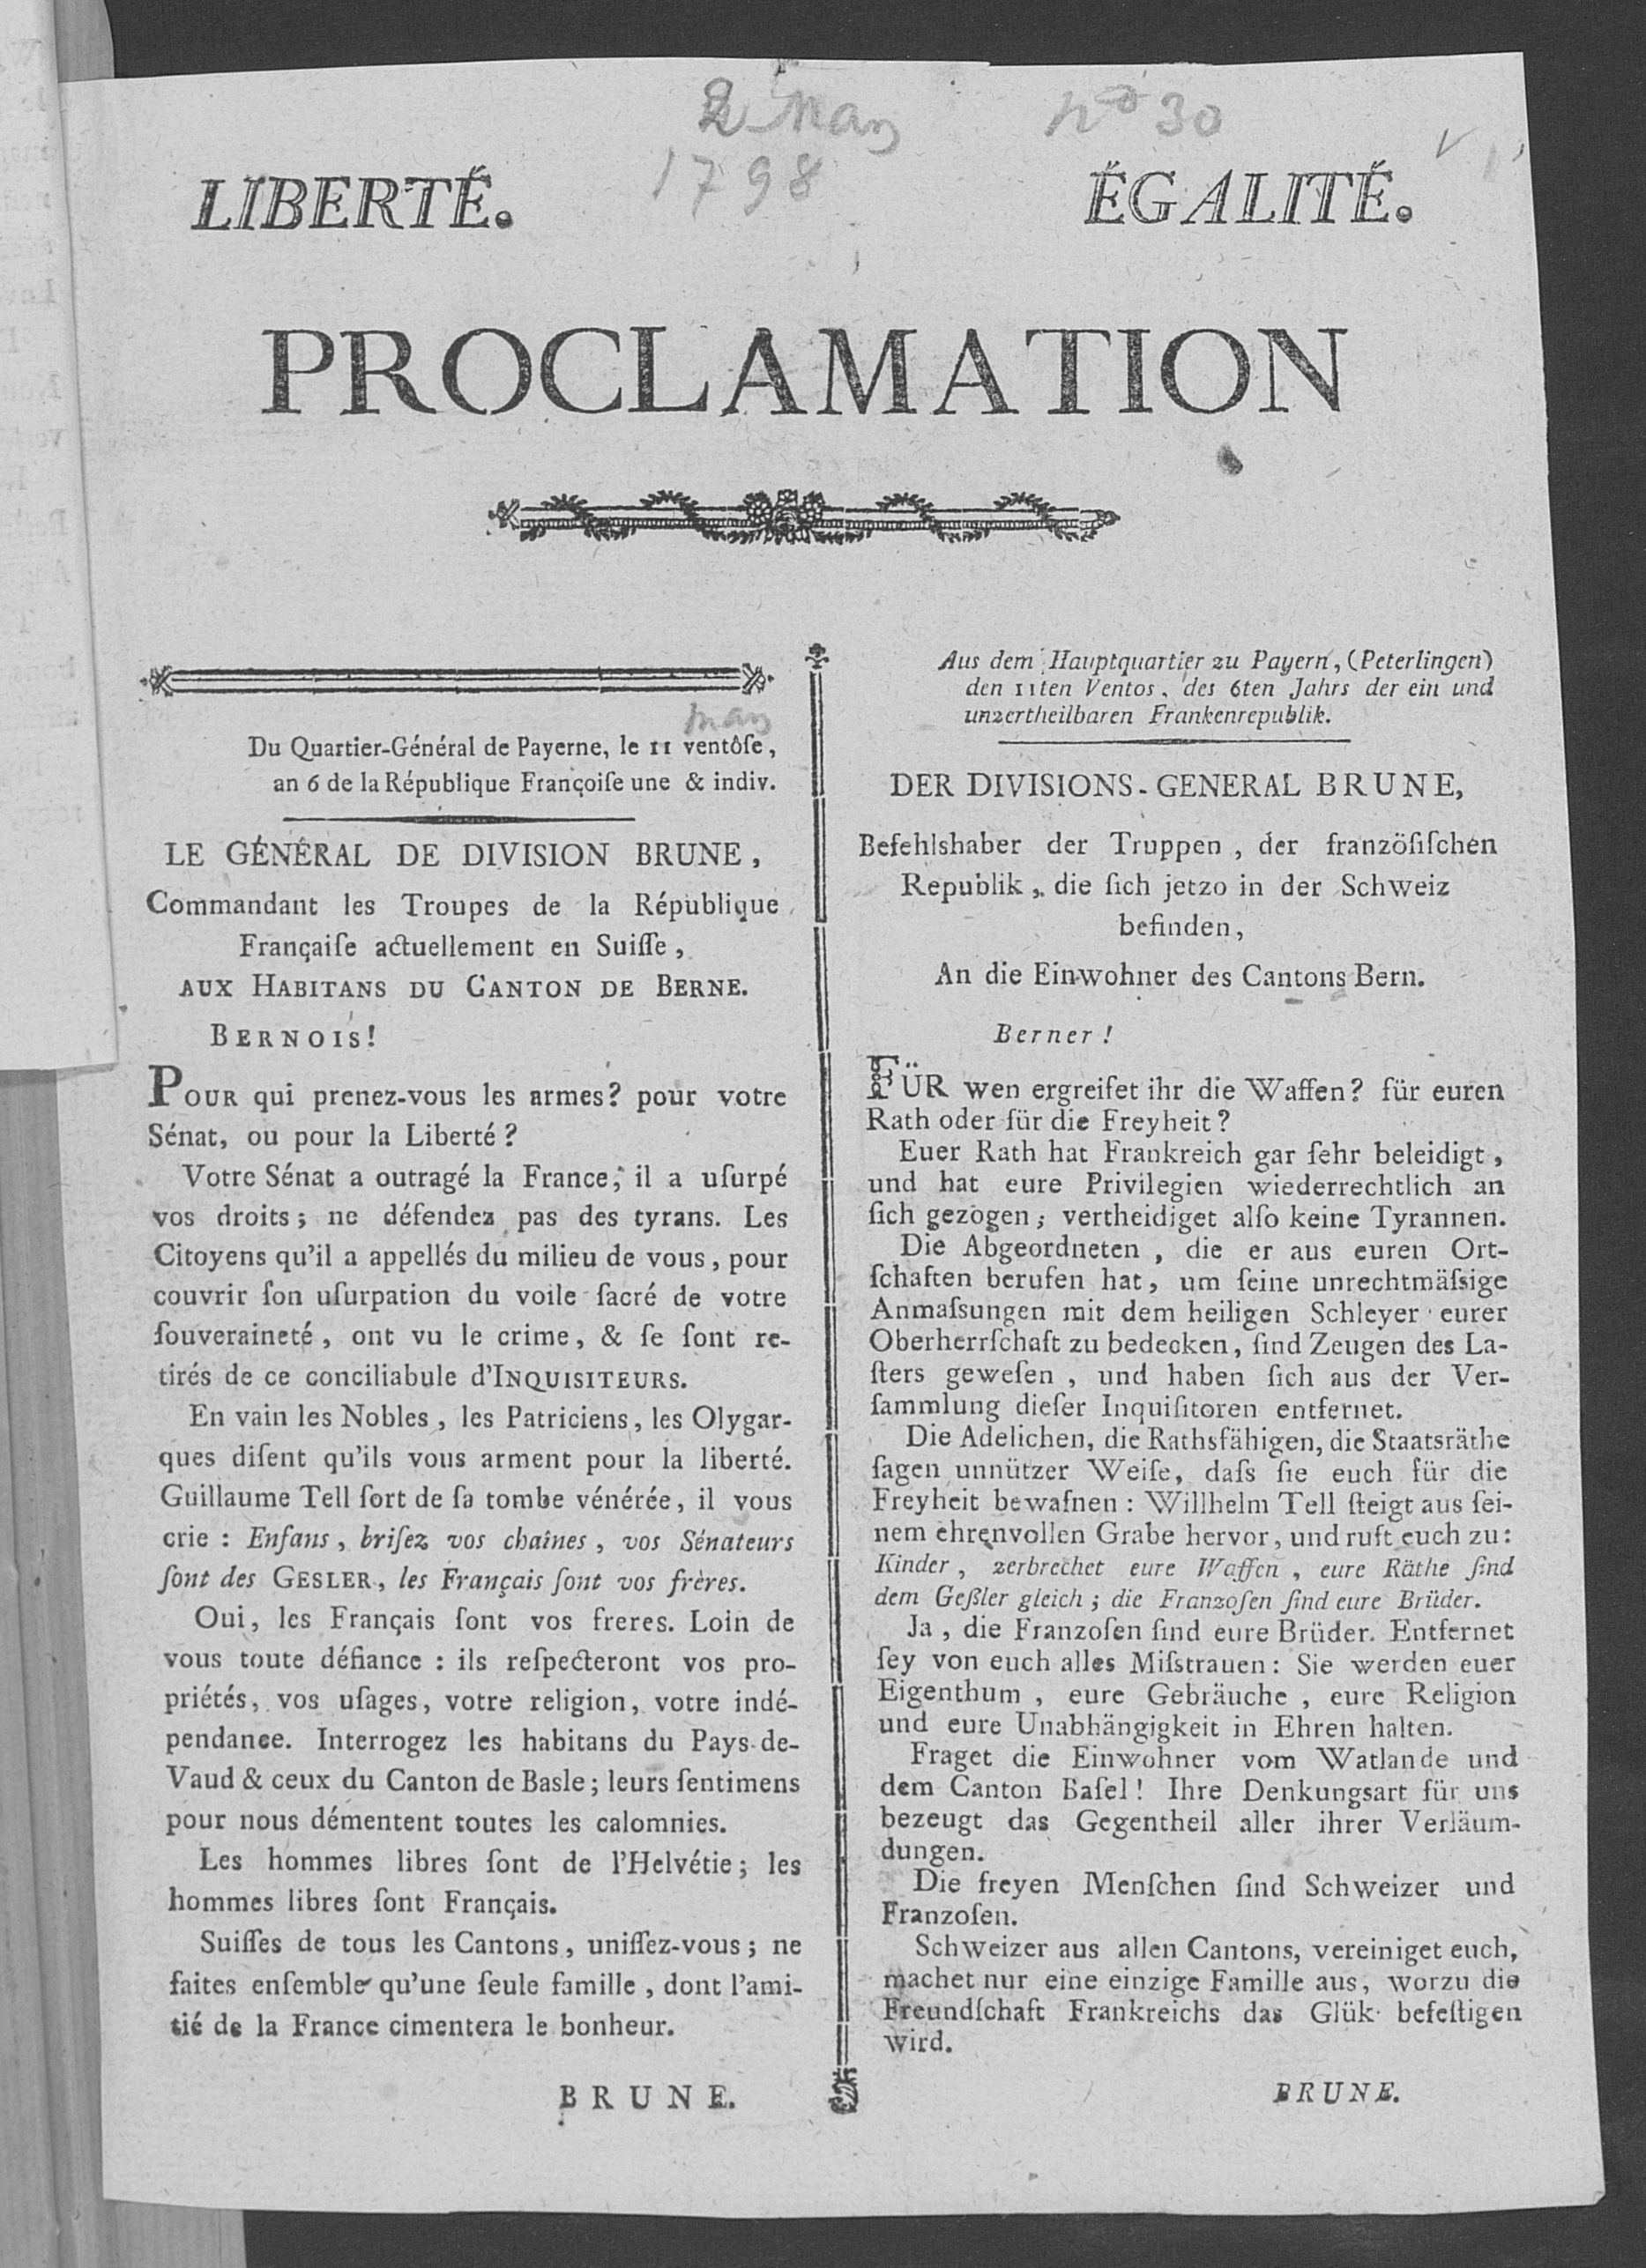 2 Marz nº 30
1798
LIBERTÉ. ÉGALITÉ.
PROCLAMATION
marz
Du Quartier-Général de Payerne, le 11 ventôſe,
an 6 de la République Françoiſe une & indiv.
LE GÉNÉRAL DE DIVISION BRUNE,
Commandant les Troupes de la République
Françaiſe actuellement en Suiſſe,
AUX HABITANS DU CANTON DE BERNE.
BERNOIS!
POUR qui prenez-vous les armes? pour votre
Sénat, ou pour la Liberté?
Votre Sénat a outragé la France; il a uſurpé
vos droits; ne défendez pas des tyrans. Les
Citoyens qu'il a appellés du milieu de vous, pour
couvrir ſon uſurpation du voile ſacré de votre
ſouveraineté, ont vu le crime, & ſe ſont re-
tirés de ce conciliabule d'INQUISITEURS.
En vain les Nobles, les Patriciens, les Olygar-
ques diſent qu'ils vous arment pour la liberté.
Guillaume Tell ſort de ſa tombe vénérée, il vous
crie : Enfans, briſez vos chaînes, vos Sénateurs
ſont des GESLER, les Français ſont vos frères.
Oui, les Français ſont vos freres. Loin de
vous toute défiance : ils reſpecteront vos pro-
priétés, vos uſages, votre religion, votre indé-
pendance. Interrogez les habitans du Pays-de-
Vaud & ceux du Canton de Basle; leurs ſentimens
pour nous démentent toutes les calomnies.
Les hommes libres ſont de l'Helvétie; les
hommes libres ſont Français.
Suiſſes de tous les Cantons, uniſſez-vous; ne
faites enſemble qu'une ſeule famille, dont l'ami-
tié de la France cimentera le bonheur.
BRUNE.
Aus dem Hauptquartier zu Payern, (Peterlingen)
den 11ten Ventos, des 6ten Jahrs der ein und
unzertheilbaren Frankenrepublik.
DER DIVISIONS-GENERAL BRUNE,
Befehlshaber der Truppen, der franzöſiſchen
Republik, die ſich jetzo in der Schweiz
befinden,
An die Einwohner des Cantons Bern.
Berner!
FÜR wen ergreifet ihr die Waffen? für euren
Rath oder für die Freyheit?
Euer Rath hat Frankreich gar ſehr beleidigt,
und hat eure Privilegien wiederrechtlich an
ſich gezogen; vertheidiget alſo keine Tyrannen.
Die Abgeordneten, die er aus euren Ort-
ſchaften berufen hat, um ſeine unrechtmäſsige
Anmaſsungen mit dem heiligen Schleyer eurer
Oberherrſchaft zu bedecken, ſind Zeugen des La-
ſters geweſen, und haben ſich aus der Ver-
ſammlung dieſer Inquiſitoren entfernet.
Die Adelichen, die Rathsfähigen, die Staatsräthe
ſagen unnützer Weiſe, daſs ſie euch für die
Freyheit bewafnen : Willhelm Tell ſteigt aus ſei-
nem ehrenvollen Grabe hervor, und ruft euch zu:
Kinder, zerbrechet eure Waffen, eure Räthe ſind
dem Geßler gleich; die Franzoſen ſind eure Brüder.
Ja, die Franzoſen ſind eure Brüder. Entfernet
ſey von euch alles Miſstrauen: Sie werden euer
Eigenthum, eure Gebräuche, eure Religion
und eure Unabhängigkeit in Ehren halten.
Fraget die Einwohner vom Watlande und
dem Canton Baſel! Ihre Denkungsart für uns
bezeugt das Gegentheil aller ihrer Verläum-
dungen.
Die freyen Menſchen ſind Schweizer und
Franzoſen.
Schweizer aus allen Cantons, vereiniget euch,
machet nur eine einzige Famille aus, worzu die
Freundſchaft Frankreichs das Glük befeſtigen
wird.
BRUNE.